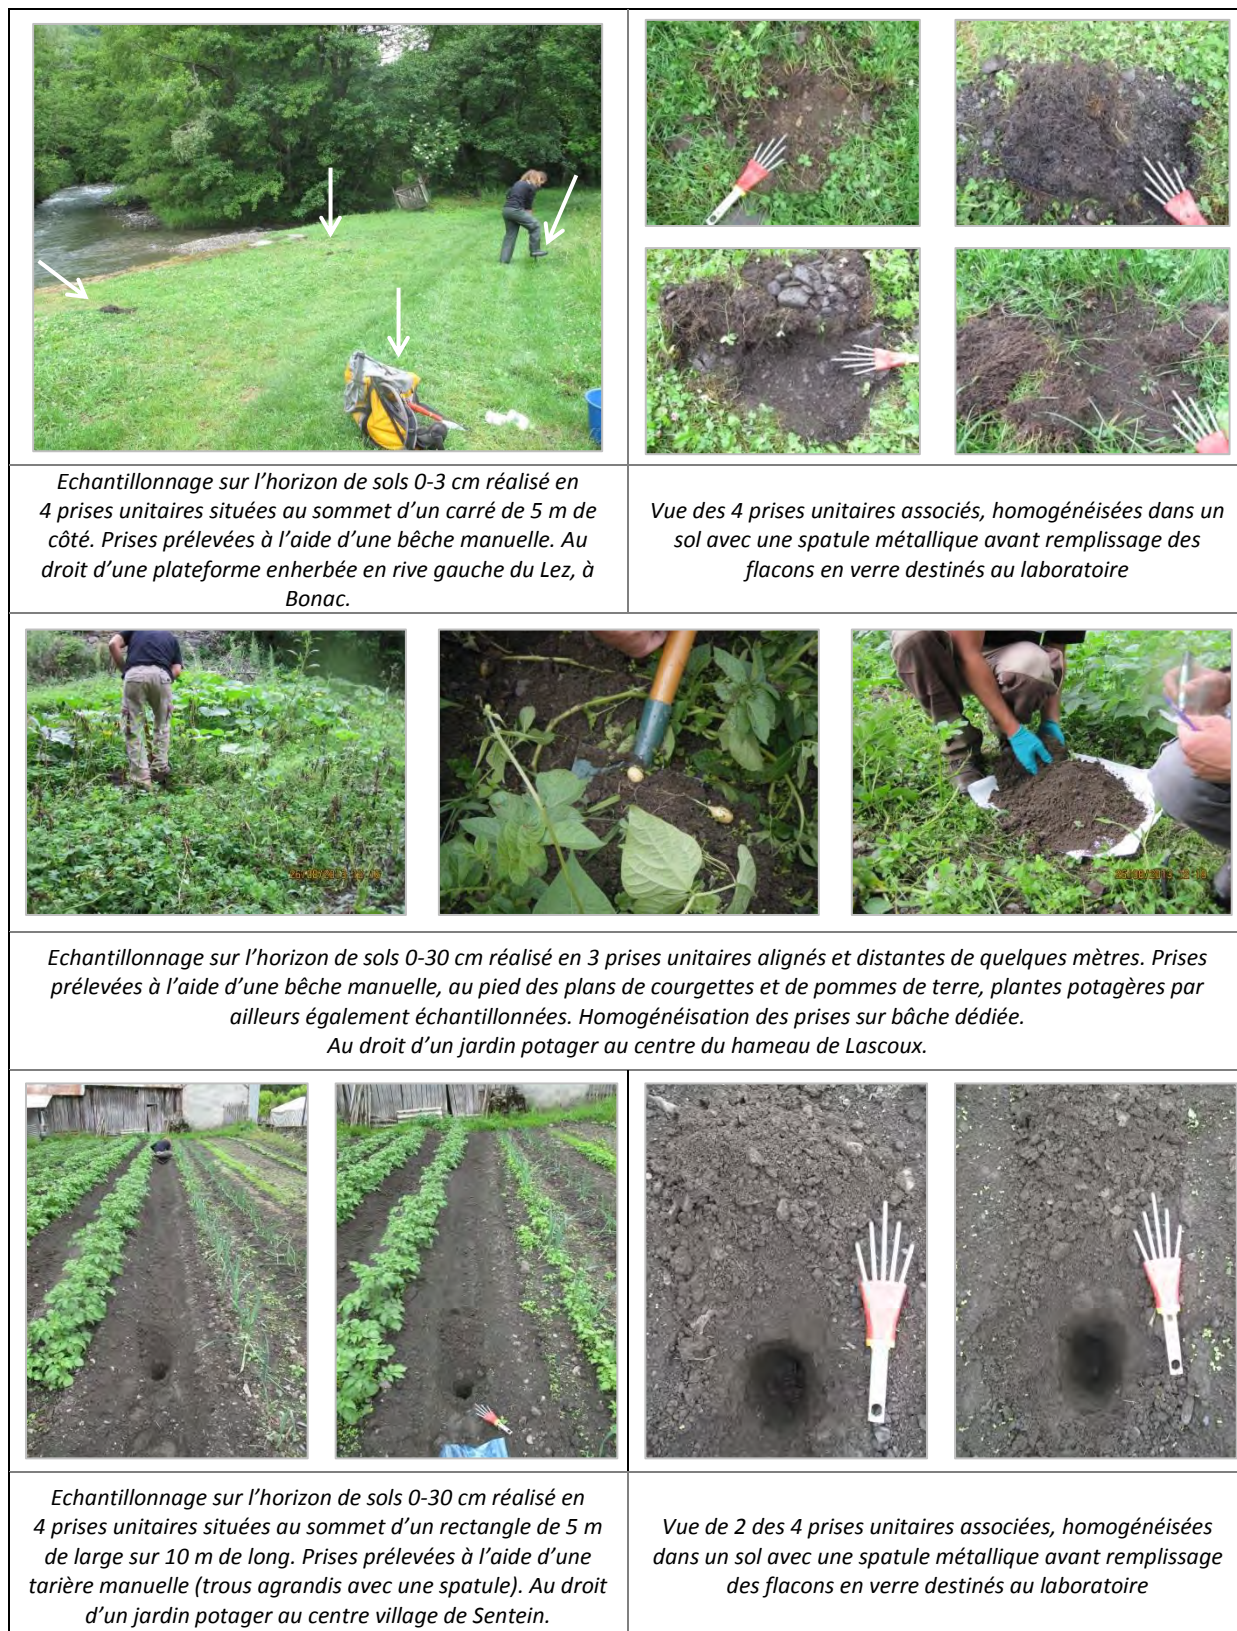 Echantillonnage sur l’horizon de sols 0-3 cm réalisé en
4 prises unitaires situées au sommet d’un carré de 5 m de
côté. Prises prélevées à l’aide d’une bêche manuelle. Au
droit d’une plateforme enherbée en rive gauche du Lez, à
Bonac.
Vue des 4 prises unitaires associés, homogénéisées dans un
sol avec une spatule métallique avant remplissage des
flacons en verre destinés au laboratoire
Echantillonnage sur l’horizon de sols 0-30 cm réalisé en 3 prises unitaires alignés et distantes de quelques mètres. Prises
prélevées à l’aide d’une bêche manuelle, au pied des plans de courgettes et de pommes de terre, plantes potagères par
ailleurs également échantillonnées. Homogénéisation des prises sur bâche dédiée.
Au droit d’un jardin potager au centre du hameau de Lascoux.
Echantillonnage sur l’horizon de sols 0-30 cm réalisé en
4 prises unitaires situées au sommet d’un rectangle de 5 m
de large sur 10 m de long. Prises prélevées à l’aide d’une
tarière manuelle (trous agrandis avec une spatule). Au droit
d’un jardin potager au centre village de Sentein.
Vue de 2 des 4 prises unitaires associées, homogénéisées
dans un sol avec une spatule métallique avant remplissage
des flacons en verre destinés au laboratoire